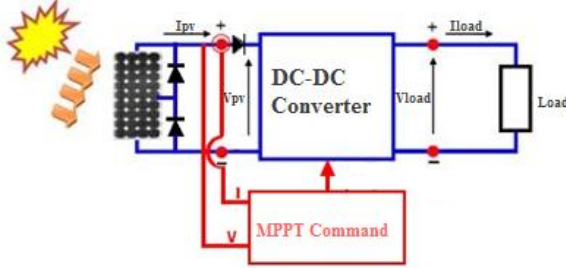 Ipv
+
+
Iload
DC-DC
Converter
Vpv
Vload
Load
I
V
MPPT Command